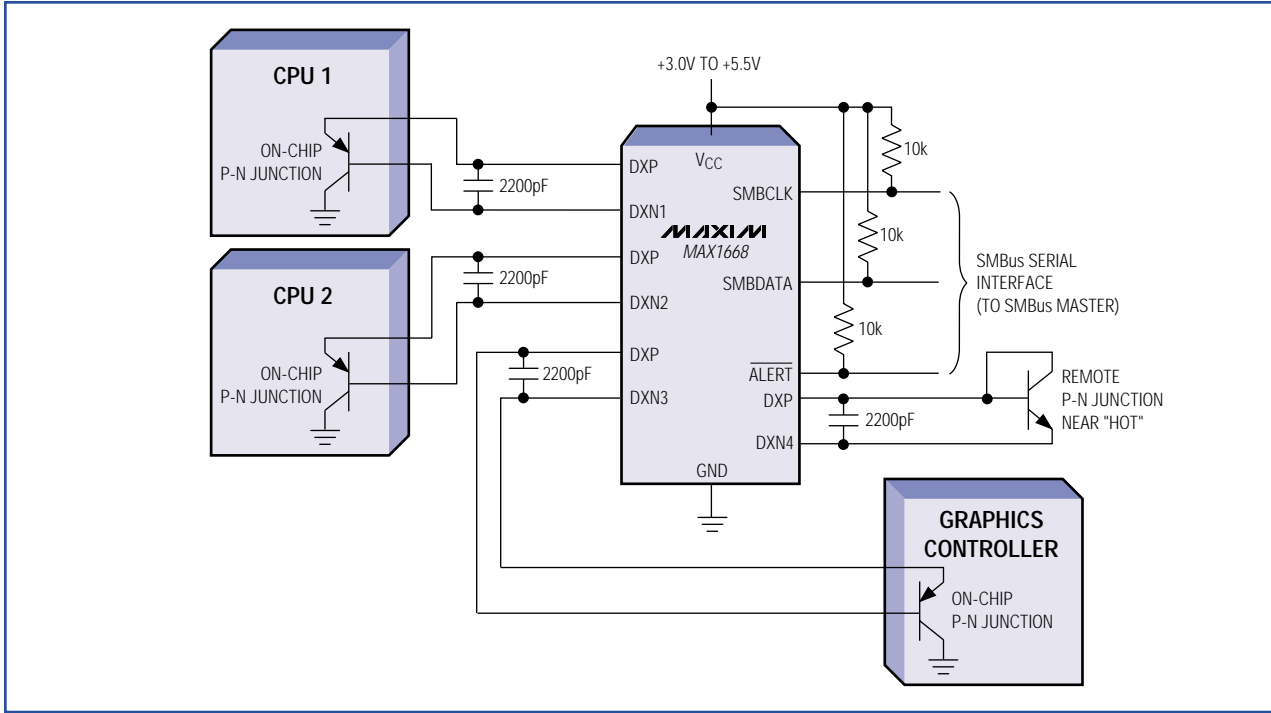 CPU 1
ON-CHIP
P-N JUNCTION
2200pF
CPU 2
ON-CHIP
P-N JUNCTION
2200pF
2200pF
+3.0V TO +5.5V
VCC
DXP
DXN1
DXP
DXN2
DXP
DXN3
MAXIM
MAX1668
SMBCLK
SMBDATA
ALERT
DXP
DXN4
GND
10k
10k
10k
SMBus SERIAL
INTERFACE
(TO SMBus MASTER)
2200pF
REMOTE
P-N JUNCTION
NEAR "HOT"
GRAPHICS
CONTROLLER
ON-CHIP
P-N JUNCTION